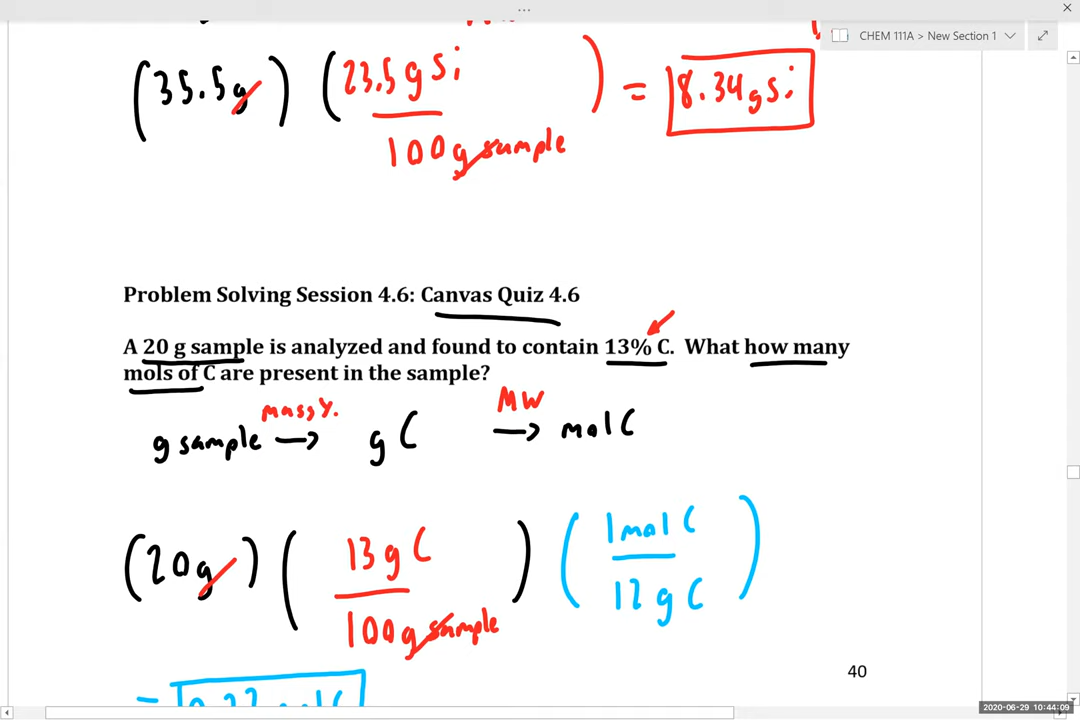 CHEM 111A > New Section 1
(35.5g) (23.5 g Si / 100g sample) = 8.34 g Si
Problem Solving Session 4.6: Canvas Quiz 4.6
A 20 g sample is analyzed and found to contain 13% C. What how many
mols of C are present in the sample?
mass %. MW
g sample → g C → mol C
(20g) (13 g C / 100g sample) (1 mol C / 12 g C)
=
40
2020-06-29 10:44:09